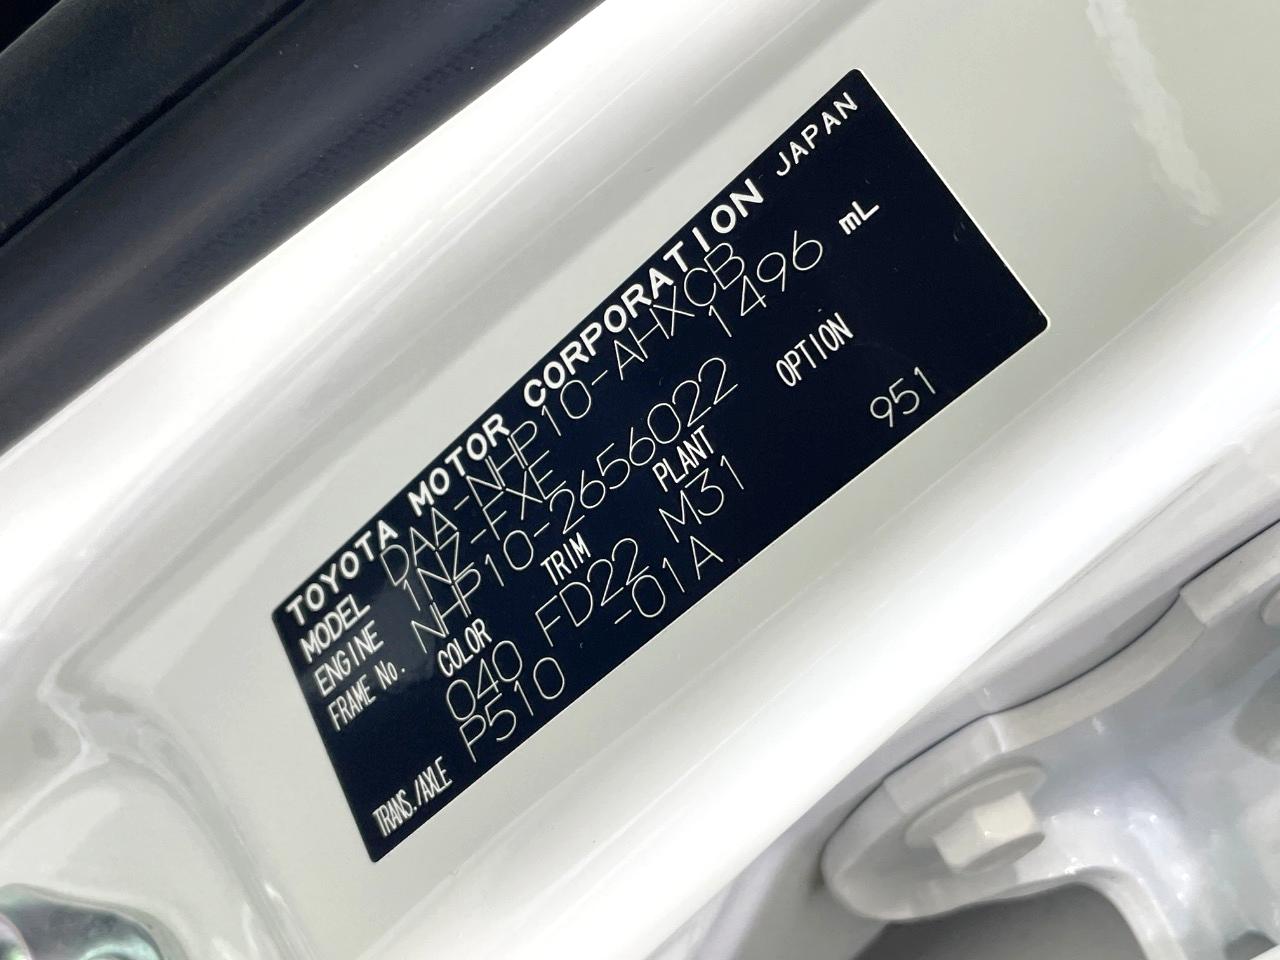 TOYOTA MOTOR CORPORATION JAPAN
MODEL DAA-NHP10-AHXCB
ENGINE 1NZ-FXE 1496 mL
FRAME No. NHP10-2656022
COLOR TRIM PLANT OPTION
040 FD22 M31 951
TRANS./AXLE P510 -01A